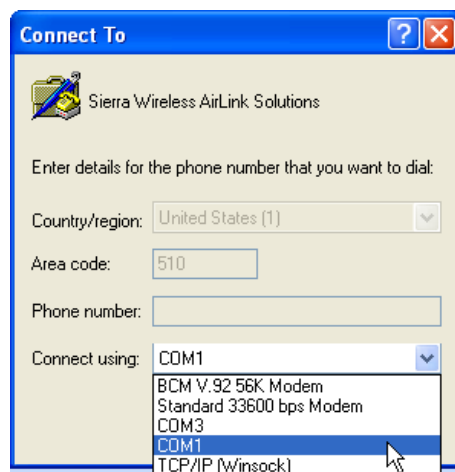 Connect To
Sierra Wireless AirLink Solutions
Enter details for the phone number that you want to dial:
Country/region: United States (1)
Area code: 510
Phone number:
Connect using: COM1
BCM V.92 56K Modem
Standard 33600 bps Modem
COM3
COM1
TCP/IP (Winsock)